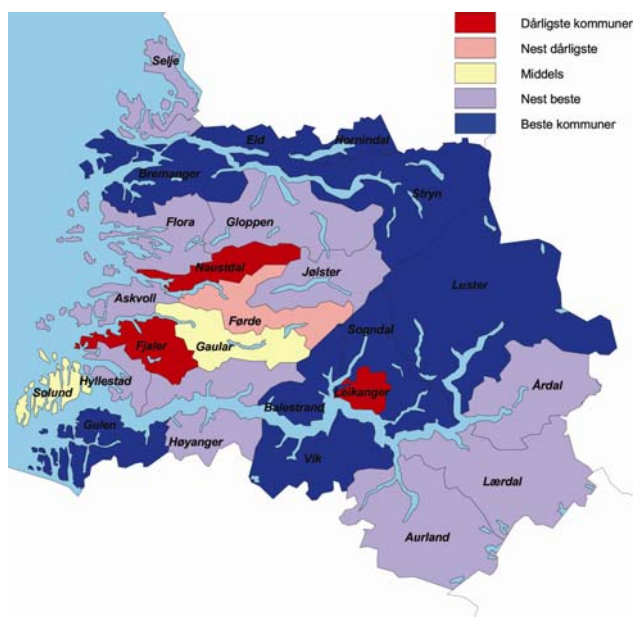 Dårligste kommuner
Nest dårligste
Middels
Nest beste
Beste kommuner
Selje
Eid
Hornindal
Bremanger
Stryn
Flora
Gloppen
Naustdal
Jølster
Luster
Askvoll
Førde
Sogndal
Fjaler
Gaular
Solund
Hyllestad
Leikanger
Årdal
Balestrand
Gulen
Høyanger
Vik
Lærdal
Aurland